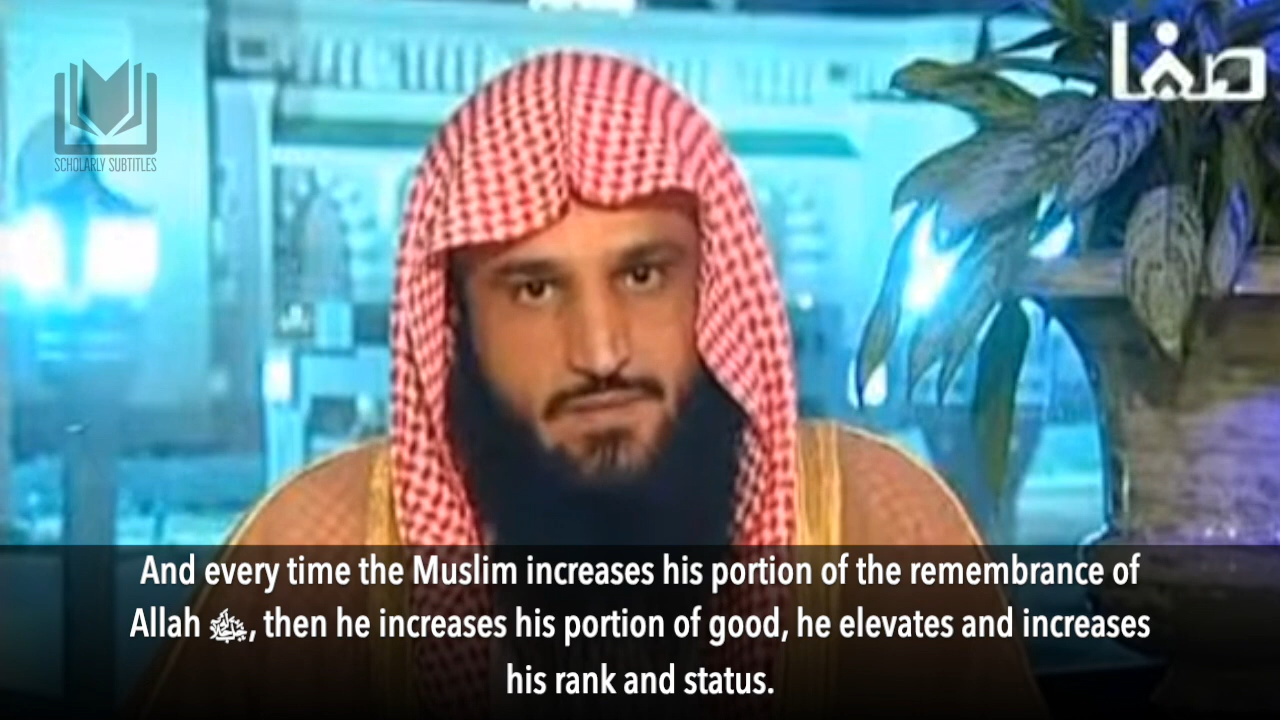 صفا
SCHOLARLY SUBTITLES
And every time the Muslim increases his portion of the remembrance of
Allah ﷻ, then he increases his portion of good, he elevates and increases
his rank and status.